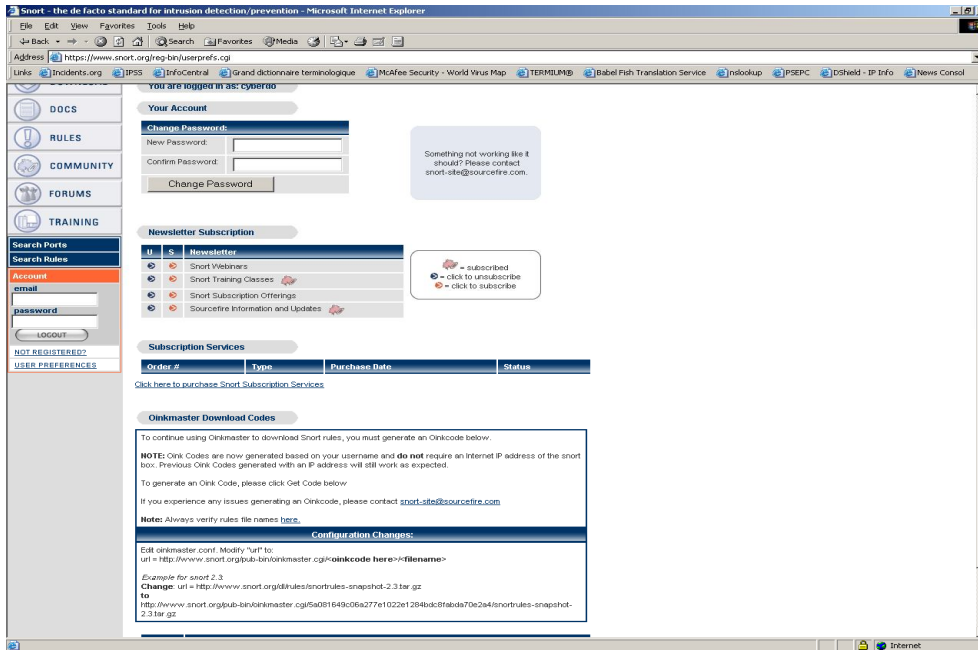 Snort - the de facto standard for intrusion detection/prevention - Microsoft Internet Explorer
File Edit View Favorites Tools Help
Back Search Favorites Media
Address https://www.snort.org/reg-bin/userprefs.cgi
Links Incidents.org IPSS InfoCentral Grand dictionnaire terminologique McAfee Security - World Virus Map TERMIUM® Babel Fish Translation Service nslookup PSEPC DShield - IP Info News Consol
You are logged in as: cyberdo
DOCS
RULES
COMMUNITY
FORUMS
TRAINING
Search Ports
Search Rules
Account
email
password
LOGOUT
NOT REGISTERED?
USER PREFERENCES
Your Account
Change Password:
New Password:
Confirm Password:
Change Password
Something not working like it
should? Please contact
snort-site@sourcefire.com.
Newsletter Subscription
U S Newsletter
Snort Webinars
Snort Training Classes
Snort Subscription Offerings
Sourcefire Information and Updates
= subscribed
= click to unsubscribe
= click to subscribe
Subscription Services
Order # Type Purchase Date Status
Click here to purchase Snort Subscription Services
Oinkmaster Download Codes
To continue using Oinkmaster to download Snort rules, you must generate an Oinkcode below.
NOTE: Oink Codes are now generated based on your username and do not require an Internet IP address of the snort
box. Previous Oink Codes generated with an IP address will still work as expected.
To generate an Oink Code, please click Get Code below
If you experience any issues generating an Oinkcode, please contact snort-site@sourcefire.com
Note: Always verify rules file names here.
Configuration Changes:
Edit oinkmaster.conf. Modify "url" to:
url = http://www.snort.org/pub-bin/oinkmaster.cgi/<oinkcode here>/<filename>
Example for snort 2.3:
Change: url = http://www.snort.org/dl/rules/snortrules-snapshot-2.3.tar.gz
to
http://www.snort.org/pub-bin/oinkmaster.cgi/5a081649c06a277e1022e1284bdc8fabda70e2a4/snortrules-snapshot-
2.3.tar.gz
Internet